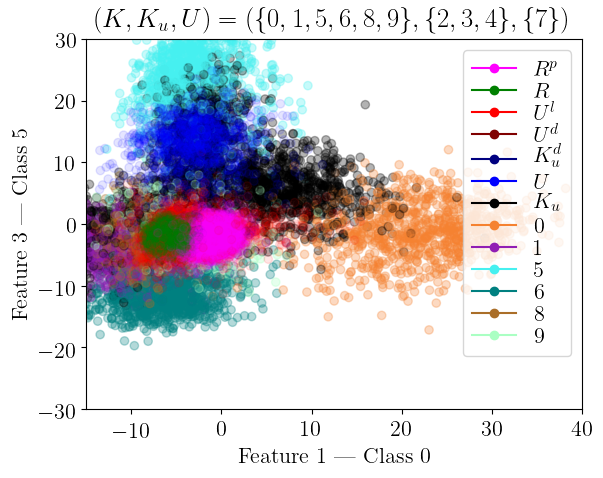 (K, K_u, U) = ({0, 1, 5, 6, 8, 9}, {2, 3, 4}, {7})
30
20
10
0
−10
−20
−30
Feature 3 — Class 5
R^p
R
U^l
U^d
K_u^d
U
K_u
0
1
5
6
8
9
−10
0
10
20
30
40
Feature 1 — Class 0